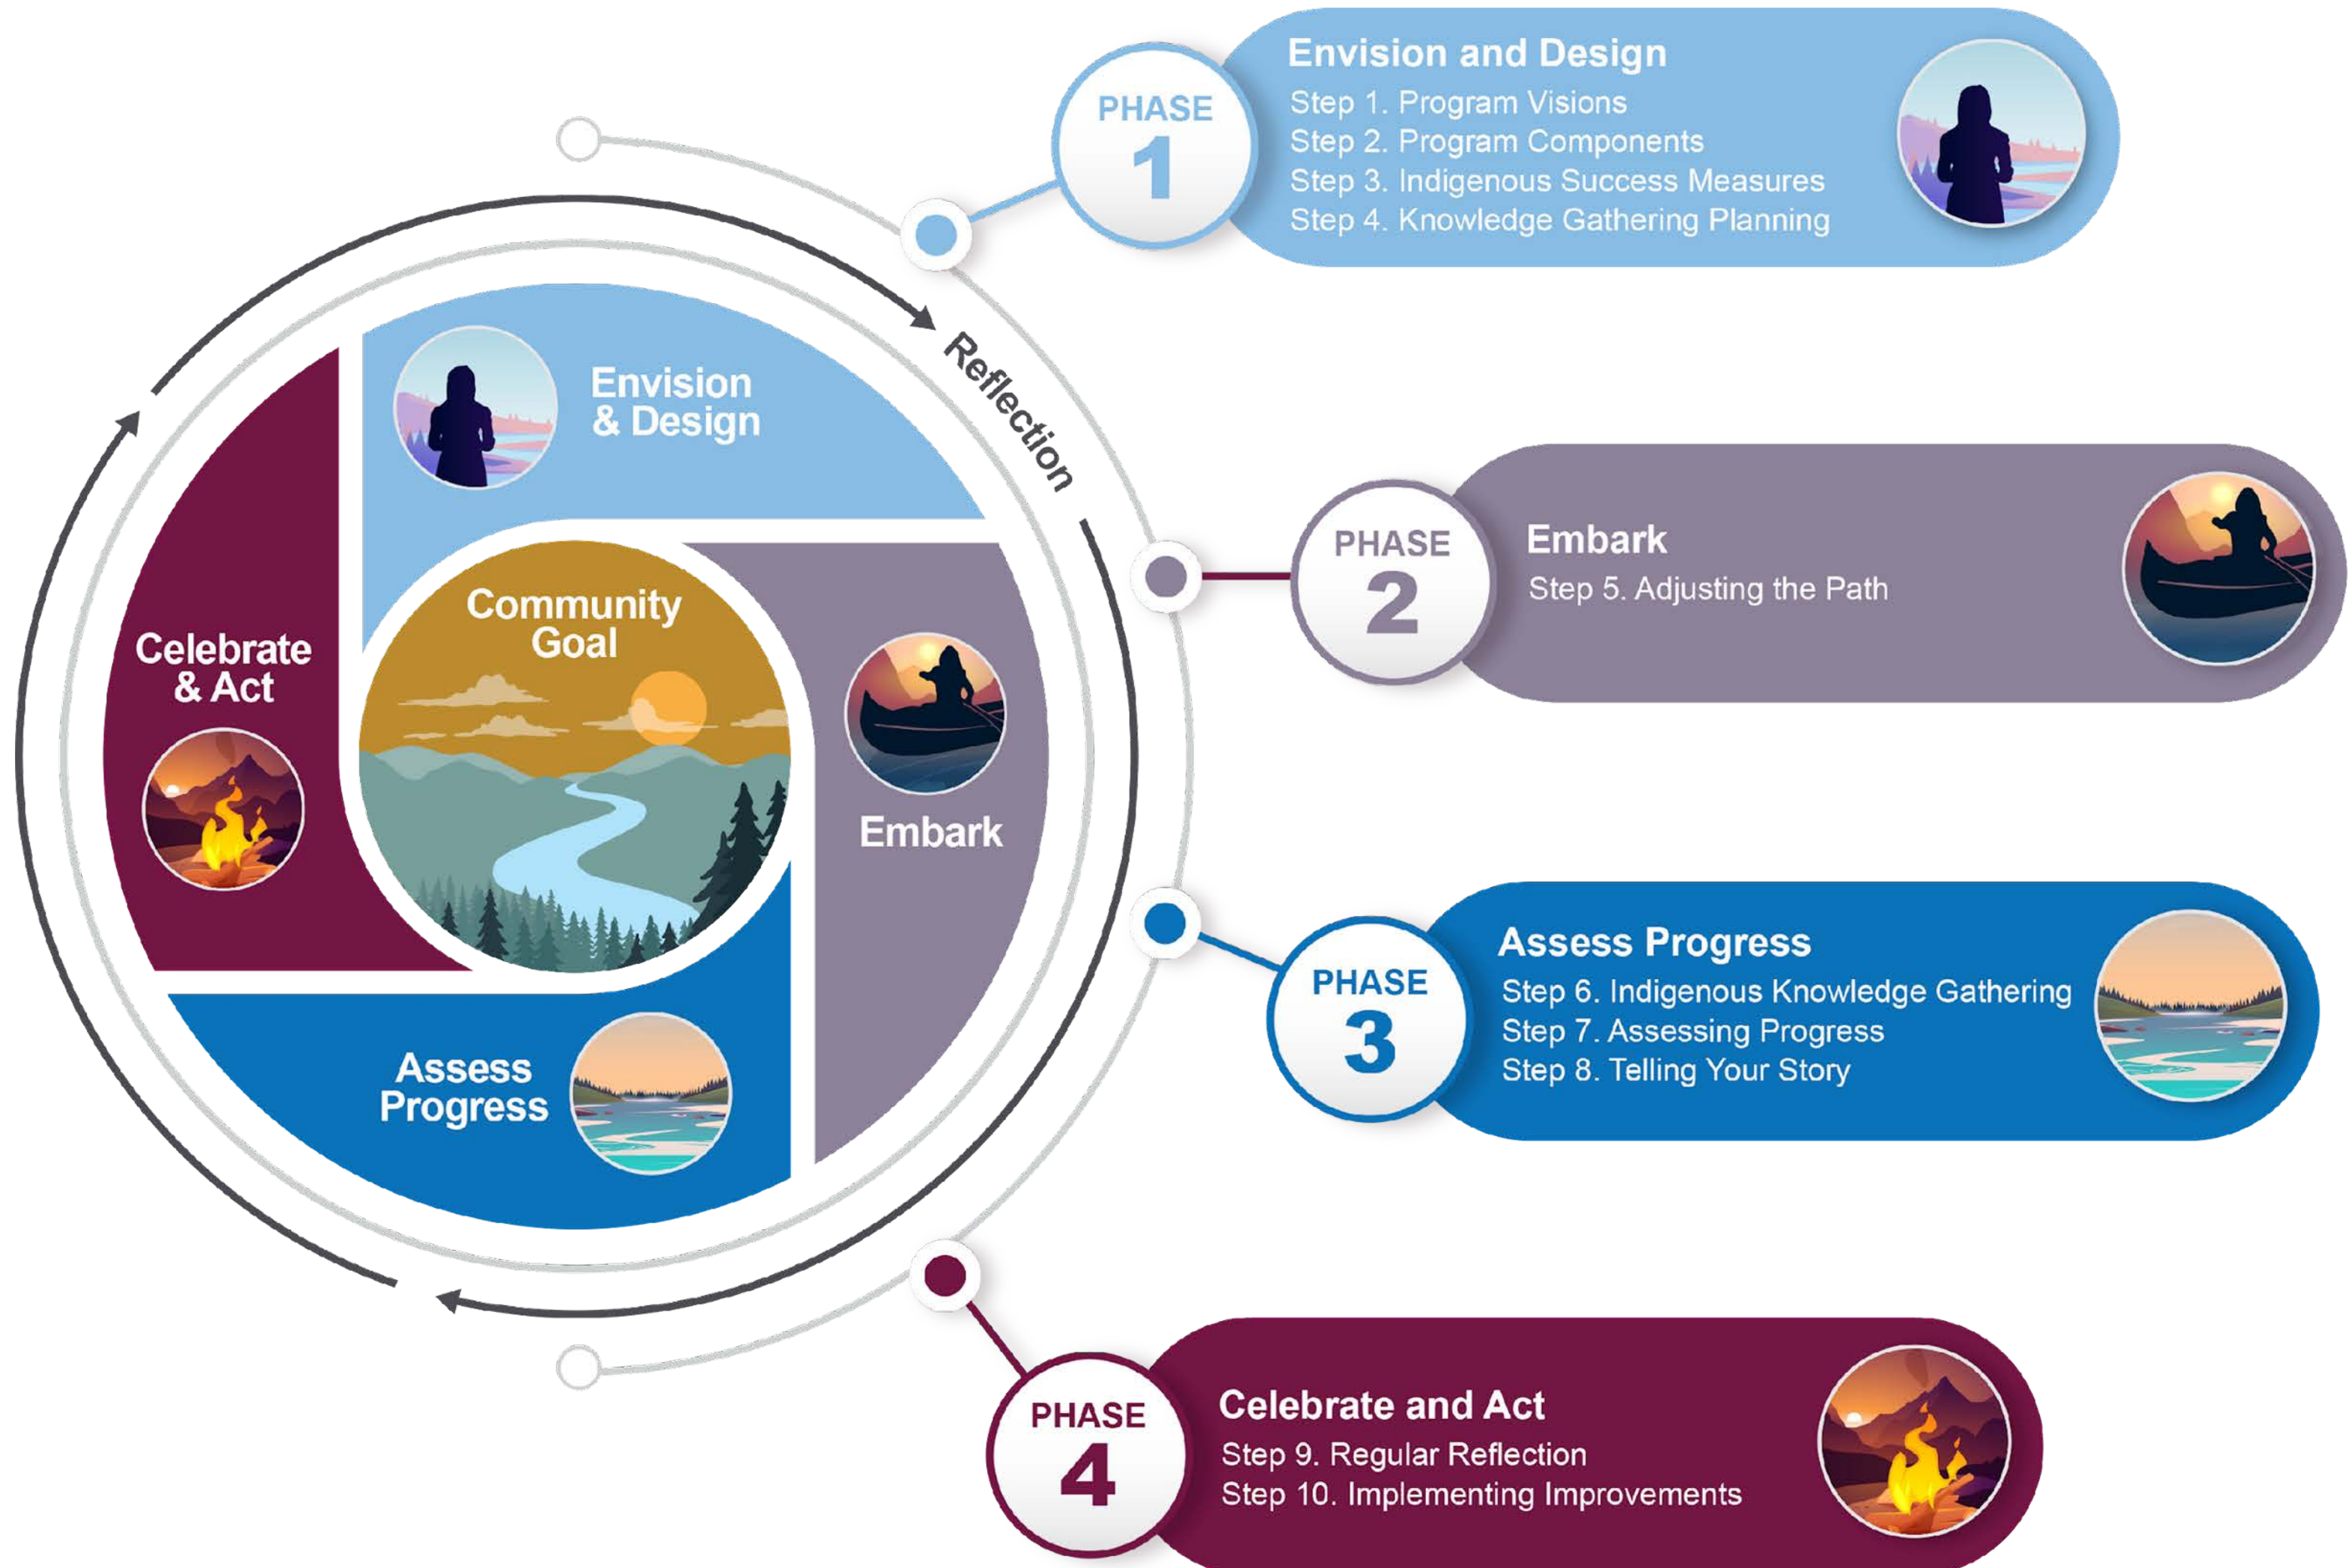 Envision
& Design
Reflection
Community
Goal
Celebrate
& Act
Embark
Assess
Progress
PHASE
1
Envision and Design
Step 1. Program Visions
Step 2. Program Components
Step 3. Indigenous Success Measures
Step 4. Knowledge Gathering Planning
PHASE
2
Embark
Step 5. Adjusting the Path
PHASE
3
Assess Progress
Step 6. Indigenous Knowledge Gathering
Step 7. Assessing Progress
Step 8. Telling Your Story
PHASE
4
Celebrate and Act
Step 9. Regular Reflection
Step 10. Implementing Improvements